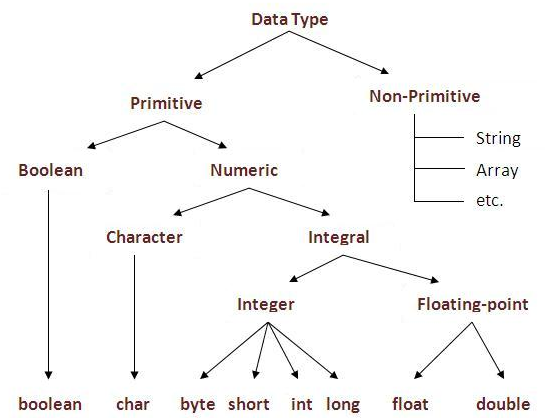 Data Type
Primitive
Non-Primitive
String
Array
etc.
Boolean
Numeric
Character
Integral
Integer
Floating-point
boolean
char
byte
short
int
long
float
double